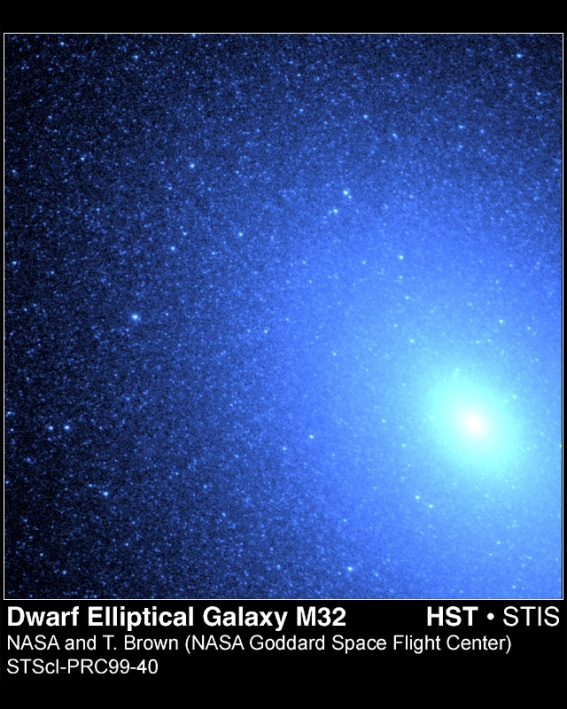 Dwarf Elliptical Galaxy M32 HST • STIS
NASA and T. Brown (NASA Goddard Space Flight Center)
STScI-PRC99-40